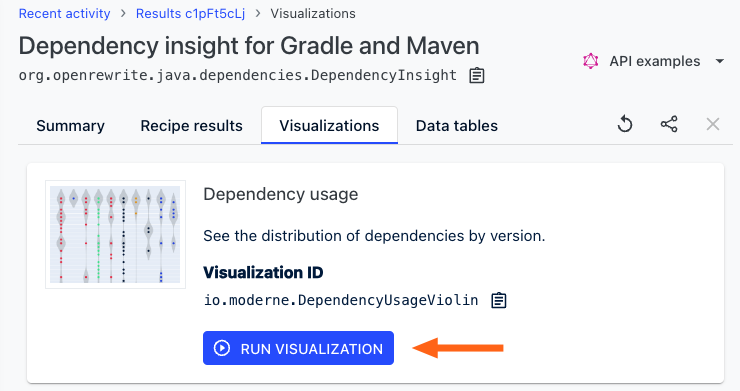 Recent activity > Results c1pFt5cLj > Visualizations
Dependency insight for Gradle and Maven
org.openrewrite.java.dependencies.DependencyInsight
API examples
Summary Recipe results Visualizations Data tables
Dependency usage
See the distribution of dependencies by version.
Visualization ID
io.moderne.DependencyUsageViolin
RUN VISUALIZATION